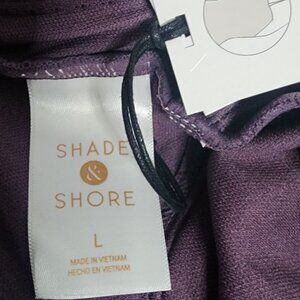 SHADE
&
SHORE
L
MADE IN VIETNAM
HECHO EN VIETNAM